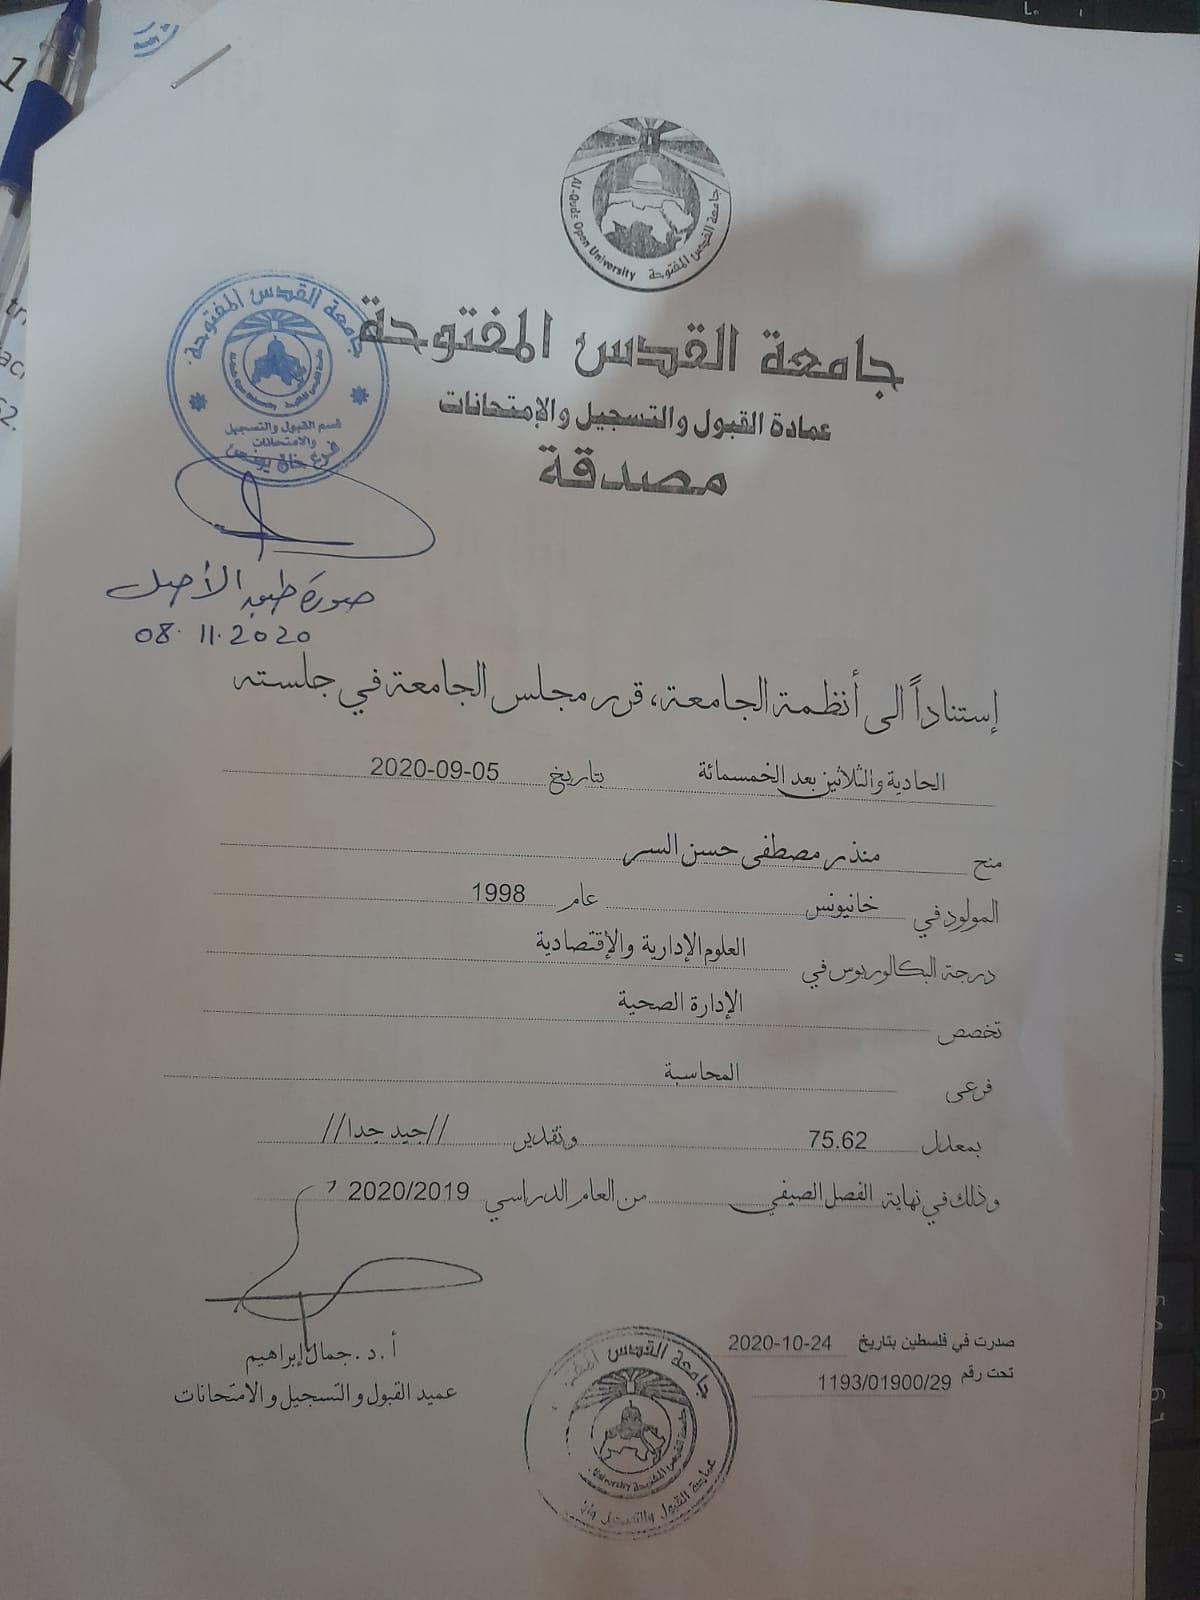 Al-Quds Open University جامعة القدس المفتوحة
جامعة القدس المفتوحة
عمادة القبول والتسجيل والإمتحانات
مصدقة
جامعة القدس المفتوحة
قسم القبول والتسجيل
والامتحانات
فرع خان يونس
صورة طبق الأصل
08.11.2020
إستناداً الى أنظمة الجامعة، قرر مجلس الجامعة في جلسته
الحادية والثلاثين بعد الخمسمائة بتاريخ 2020-09-05
منح منذر مصطفى حسن السر
المولود في خانيونس عام 1998
درجة البكالوريوس في العلوم الإدارية والإقتصادية
تخصص الإدارة الصحية
فرعي المحاسبة
بمعدل 75.62 وتقدير //جيد جدا//
وذلك في نهاية الفصل الصيفي من العام الدراسي 2020/2019
صدرت في فلسطين بتاريخ 2020-10-24
تحت رقم 1193/01900/29
أ.د.جمال إبراهيم
عميد القبول والتسجيل والامتحانات
جامعة القدس
University جامعة القدس المفتوحة
عمادة القبول والتسجيل